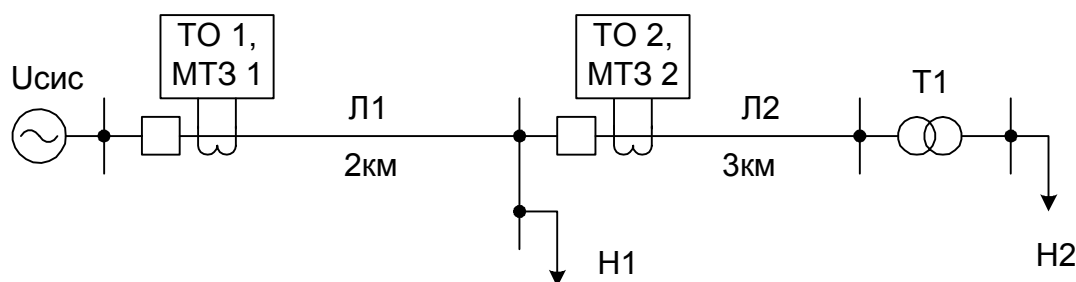 ТО 1,
МТЗ 1
ТО 2,
МТЗ 2
Uсис
Л1
Л2
Т1
2км
3км
Н1
Н2